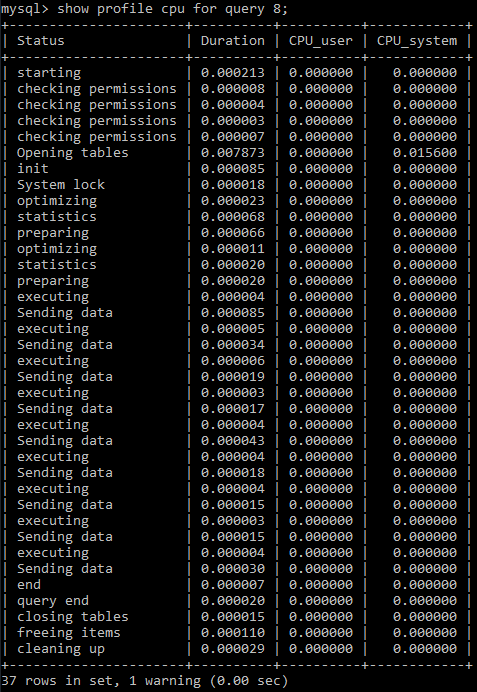 mysql> show profile cpu for query 8;
+----------------------+----------+----------+------------+
| Status               | Duration | CPU_user | CPU_system |
+----------------------+----------+----------+------------+
| starting             | 0.000213 | 0.000000 |   0.000000 |
| checking permissions | 0.000008 | 0.000000 |   0.000000 |
| checking permissions | 0.000004 | 0.000000 |   0.000000 |
| checking permissions | 0.000003 | 0.000000 |   0.000000 |
| checking permissions | 0.000007 | 0.000000 |   0.000000 |
| Opening tables       | 0.007873 | 0.000000 |   0.015600 |
| init                 | 0.000085 | 0.000000 |   0.000000 |
| System lock          | 0.000018 | 0.000000 |   0.000000 |
| optimizing           | 0.000023 | 0.000000 |   0.000000 |
| statistics           | 0.000068 | 0.000000 |   0.000000 |
| preparing            | 0.000066 | 0.000000 |   0.000000 |
| optimizing           | 0.000011 | 0.000000 |   0.000000 |
| statistics           | 0.000020 | 0.000000 |   0.000000 |
| preparing            | 0.000020 | 0.000000 |   0.000000 |
| executing            | 0.000004 | 0.000000 |   0.000000 |
| Sending data         | 0.000085 | 0.000000 |   0.000000 |
| executing            | 0.000005 | 0.000000 |   0.000000 |
| Sending data         | 0.000034 | 0.000000 |   0.000000 |
| executing            | 0.000006 | 0.000000 |   0.000000 |
| Sending data         | 0.000019 | 0.000000 |   0.000000 |
| executing            | 0.000003 | 0.000000 |   0.000000 |
| Sending data         | 0.000017 | 0.000000 |   0.000000 |
| executing            | 0.000004 | 0.000000 |   0.000000 |
| Sending data         | 0.000043 | 0.000000 |   0.000000 |
| executing            | 0.000004 | 0.000000 |   0.000000 |
| Sending data         | 0.000018 | 0.000000 |   0.000000 |
| executing            | 0.000004 | 0.000000 |   0.000000 |
| Sending data         | 0.000015 | 0.000000 |   0.000000 |
| executing            | 0.000003 | 0.000000 |   0.000000 |
| Sending data         | 0.000015 | 0.000000 |   0.000000 |
| executing            | 0.000004 | 0.000000 |   0.000000 |
| Sending data         | 0.000030 | 0.000000 |   0.000000 |
| end                  | 0.000007 | 0.000000 |   0.000000 |
| query end            | 0.000020 | 0.000000 |   0.000000 |
| closing tables       | 0.000015 | 0.000000 |   0.000000 |
| freeing items        | 0.000110 | 0.000000 |   0.000000 |
| cleaning up          | 0.000029 | 0.000000 |   0.000000 |
+----------------------+----------+----------+------------+
37 rows in set, 1 warning (0.00 sec)